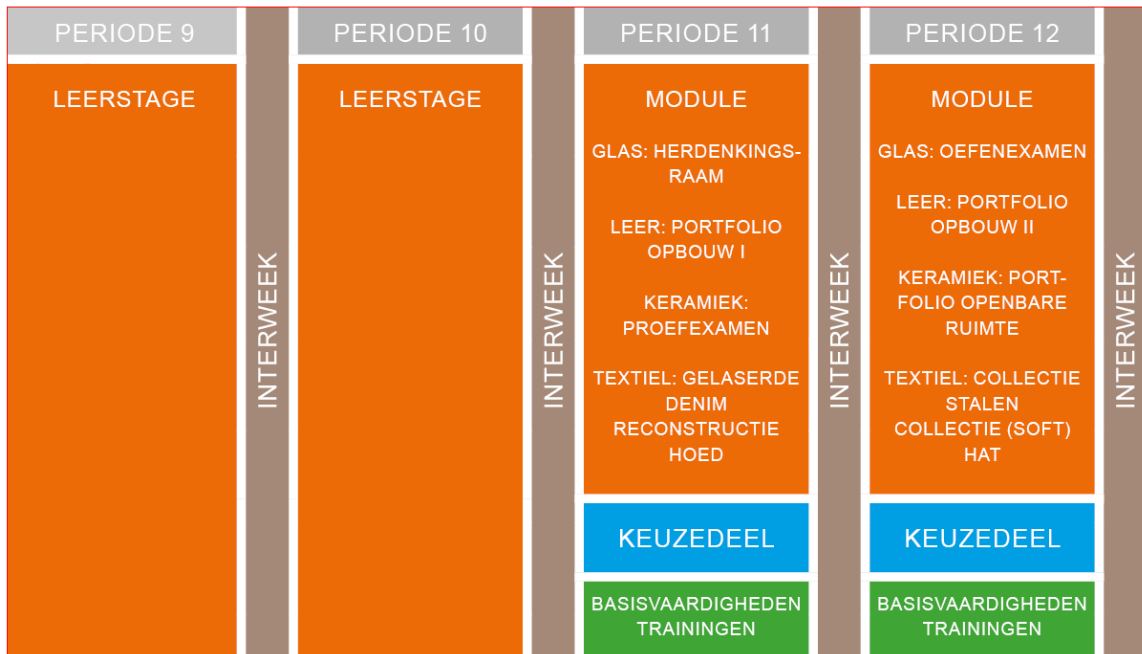 PERIODE 9
LEERSTAGE
INTERWEEK
PERIODE 10
LEERSTAGE
INTERWEEK
PERIODE 11
MODULE
GLAS: HERDENKINGS-
RAAM
LEER: PORTFOLIO
OPBOUW I
KERAMIEK:
PROEFEXAMEN
TEXTIEL: GELASERDE
DENIM
RECONSTRUCTIE
HOED
KEUZEDEEL
BASISVAARDIGHEDEN
TRAININGEN
INTERWEEK
PERIODE 12
MODULE
GLAS: OEFENEXAMEN
LEER: PORTFOLIO
OPBOUW II
KERAMIEK: PORT-
FOLIO OPENBARE
RUIMTE
TEXTIEL: COLLECTIE
STALEN
COLLECTIE (SOFT)
HAT
KEUZEDEEL
BASISVAARDIGHEDEN
TRAININGEN
INTERWEEK